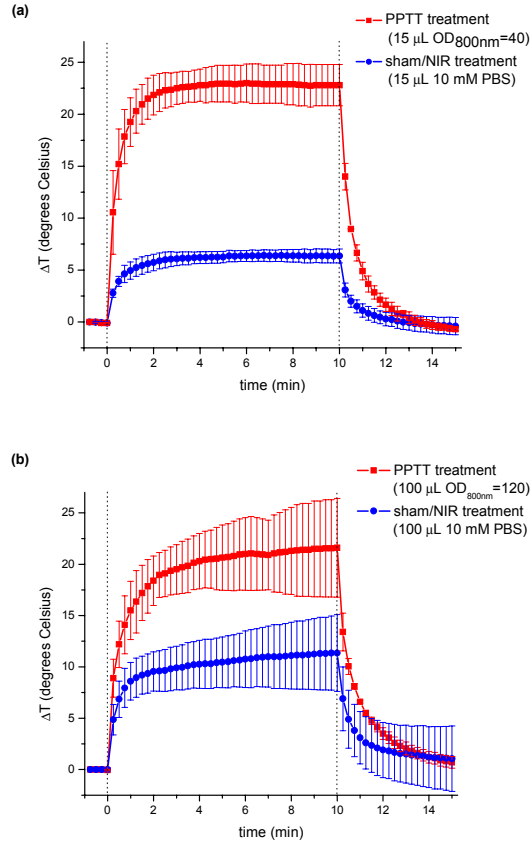 (a)
PPTT treatment
(15 μL OD800nm=40)
sham/NIR treatment
(15 μL 10 mM PBS)
25
20
15
10
5
0
ΔT (degrees Celsius)
0 2 4 6 8 10 12 14
time (min)
(b)
PPTT treatment
(100 μL OD800nm=120)
sham/NIR treatment
(100 μL 10 mM PBS)
25
20
15
10
5
0
ΔT (degrees Celsius)
0 2 4 6 8 10 12 14
time (min)